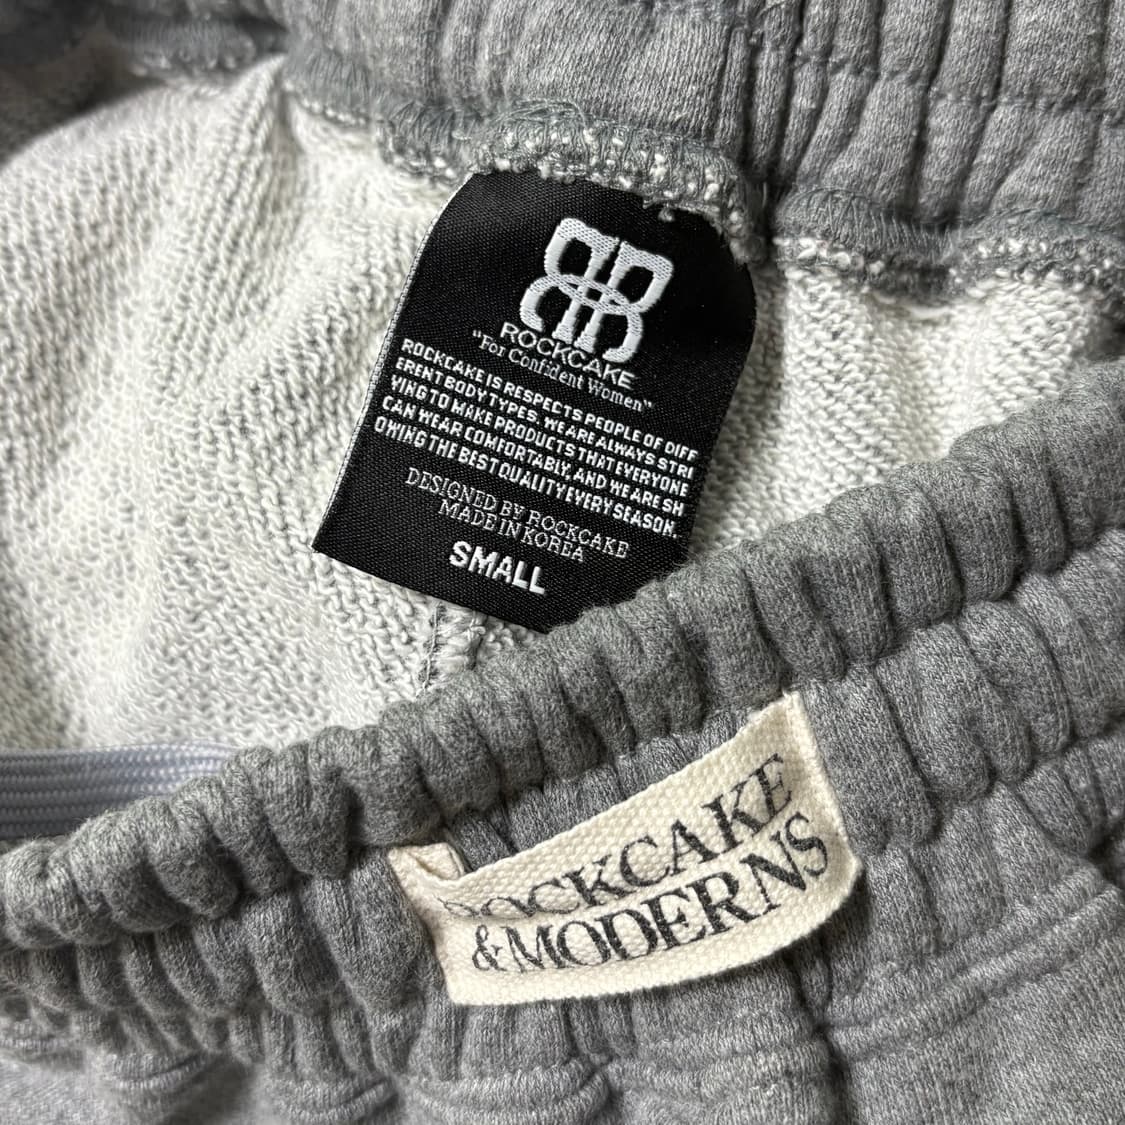 ROCKCAKE
"For Confident Women"
ROCKCAKE IS RESPECTS PEOPLE OF DIFF
ERENT BODY TYPES, WE ARE ALWAYS STRI
VING TO MAKE PRODUCTS THAT EVERYONE
CAN WEAR COMFORTABLY, AND WE ARE SH
OWING THE BEST QUALITY EVERY SEASON.
DESIGNED BY ROCKCAKE
MADE IN KOREA
SMALL
ROCKCAKE
& MODERNS